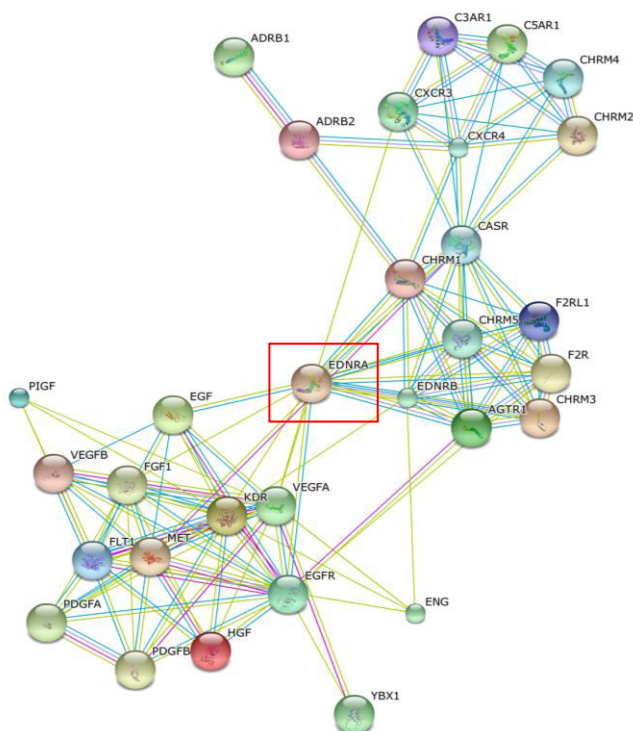 C3AR1
C5AR1
ADRB1
CHRM4
CXCR3
CHRM2
ADRB2
CXCR4
CASR
CHRM1
F2RL1
CHRM5
EDNRA
F2R
PIGF
EGF
EDNRB
CHRM3
AGTR1
VEGFB
FGF1
VEGFA
KDR
FLT1
MET
EGFR
PDGFA
ENG
HGF
PDGFB
YBX1